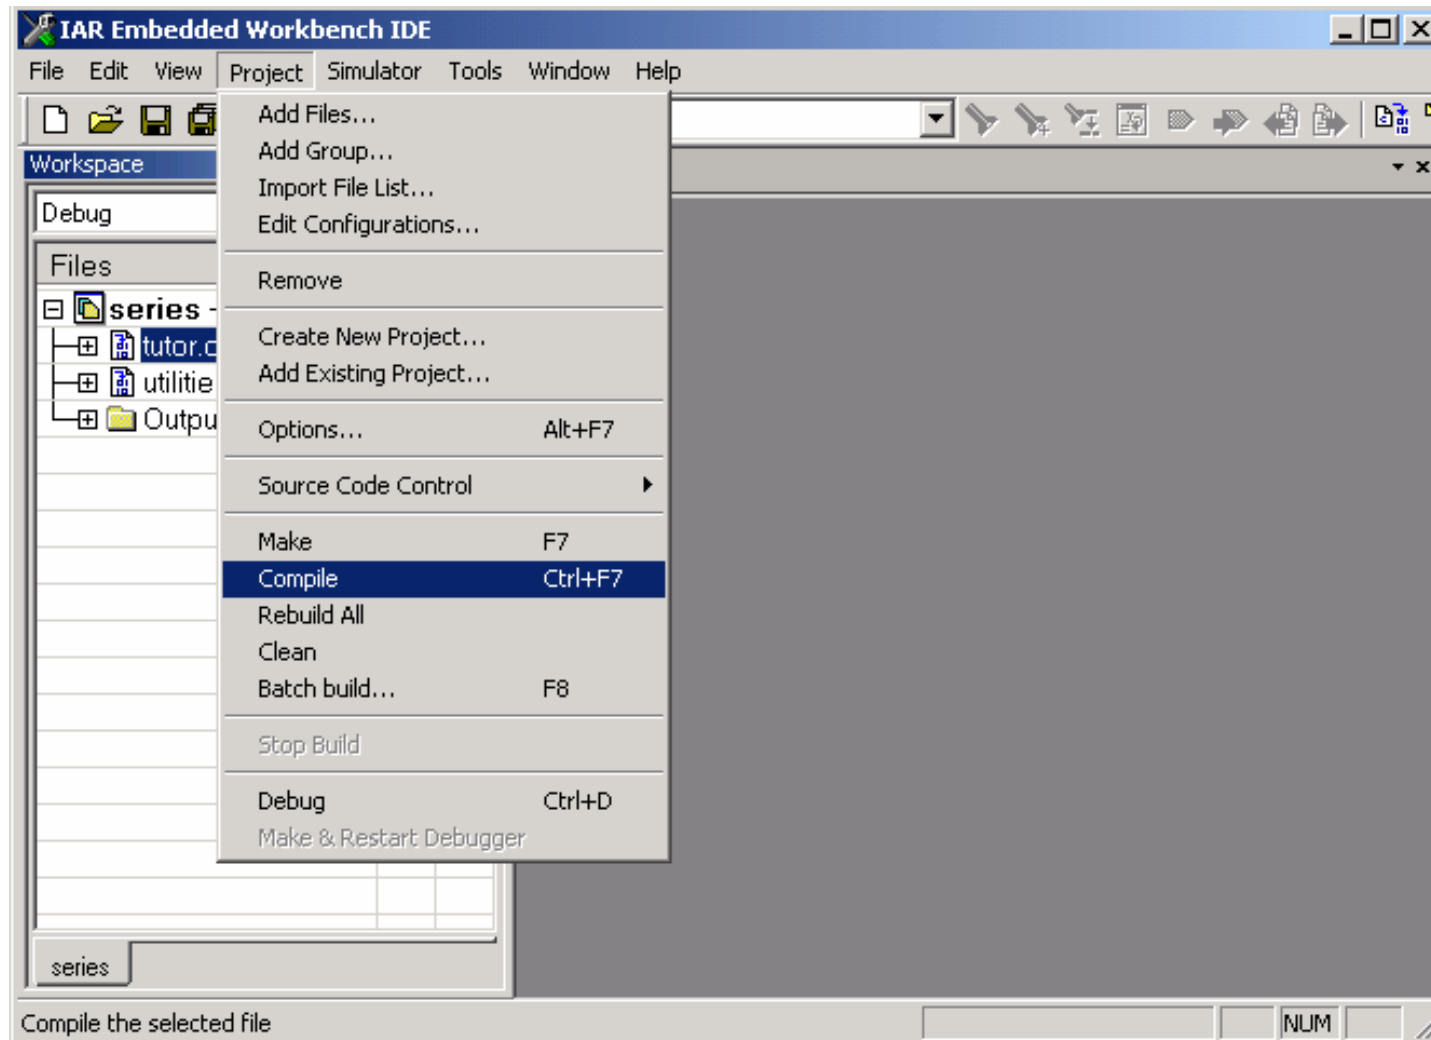 IAR Embedded Workbench IDE
File Edit View Project Simulator Tools Window Help
Workspace
Debug
Files
series -
tutor.c
utilitie
Outpu
Add Files...
Add Group...
Import File List...
Edit Configurations...
Remove
Create New Project...
Add Existing Project...
Options... Alt+F7
Source Code Control
Make F7
Compile Ctrl+F7
Rebuild All
Clean
Batch build... F8
Stop Build
Debug Ctrl+D
Make & Restart Debugger
series
Compile the selected file NUM